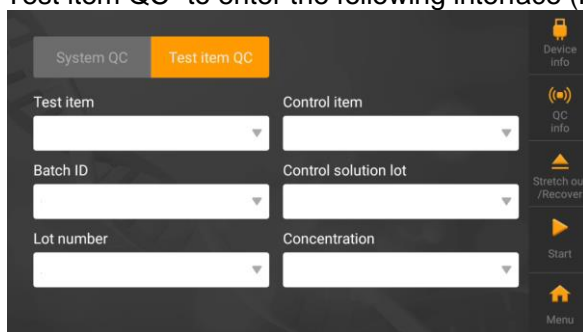 Test item QC" to enter the following interface
System QC
Test item QC
Device
info
Test item
Control item
QC
info
Batch ID
Control solution lot
Stretch ou
/Recover
Lot number
Concentration
Start
Menu